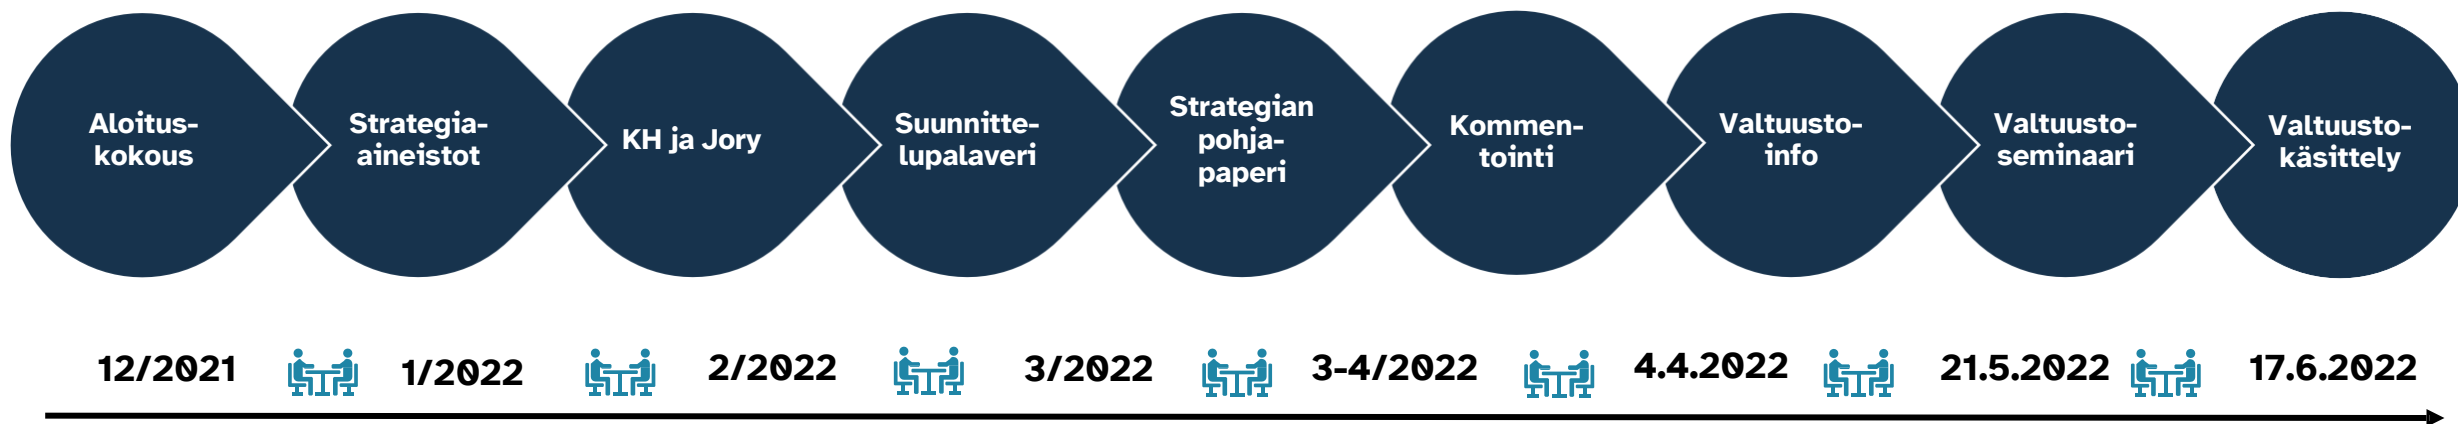 Aloitus-
kokous
Strategia-
aineistot
KH ja Jory
Suunnitte-
lupalaveri
Strategian
pohja-
paperi
Kommen-
tointi
Valtuusto-
info
Valtuusto-
seminaari
Valtuusto-
käsittely
12/2021
1/2022
2/2022
3/2022
3-4/2022
4.4.2022
21.5.2022
17.6.2022